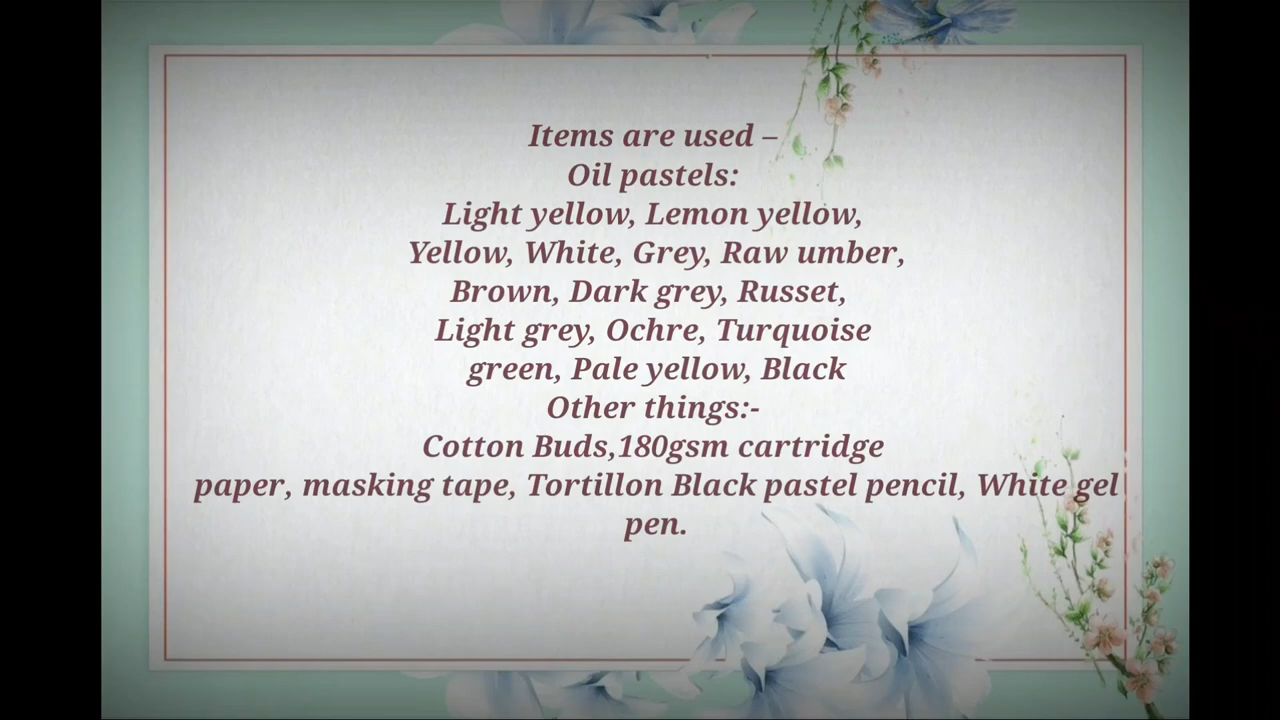 Items are used –
Oil pastels:
Light yellow, Lemon yellow,
Yellow, White, Grey, Raw umber,
Brown, Dark grey, Russet,
Light grey, Ochre, Turquoise
green, Pale yellow, Black
Other things:-
Cotton Buds,180gsm cartridge
paper, masking tape, Tortillon Black pastel pencil, White gel
pen.